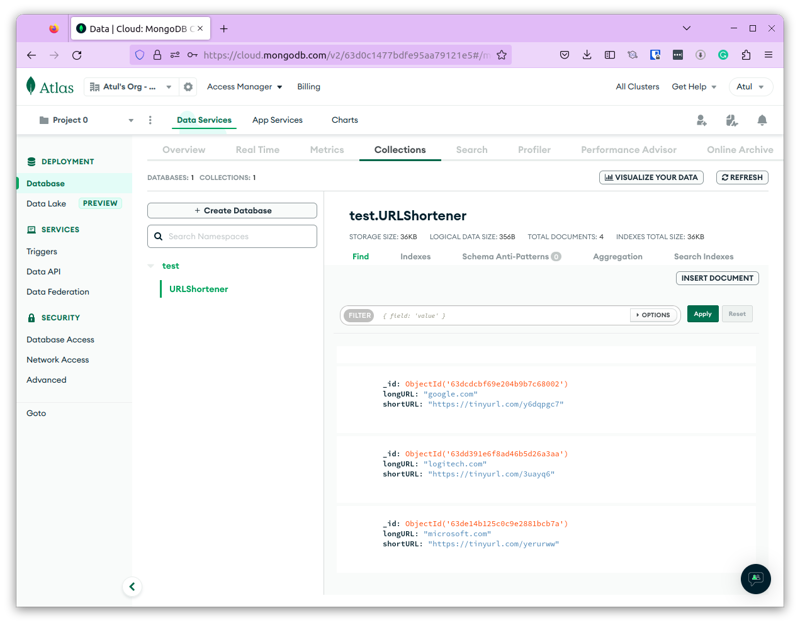 Data | Cloud: MongoDB C
https://cloud.mongodb.com/v2/63d0c1477bdfe95aa79121e5#/m
Atlas
Atul's Org - ...
Access Manager
Billing
All Clusters
Get Help
Atul
Project 0
Data Services
App Services
Charts
DEPLOYMENT
Database
Data Lake
PREVIEW
SERVICES
Triggers
Data API
Data Federation
SECURITY
Database Access
Network Access
Advanced
Goto
Overview
Real Time
Metrics
Collections
Search
Profiler
Performance Advisor
Online Archive
DATABASES: 1 COLLECTIONS: 1
VISUALIZE YOUR DATA
REFRESH
+ Create Database
Search Namespaces
test
URLShortener
test.URLShortener
STORAGE SIZE: 36KB LOGICAL DATA SIZE: 356B TOTAL DOCUMENTS: 4 INDEXES TOTAL SIZE: 36KB
Find
Indexes
Schema Anti-Patterns 0
Aggregation
Search Indexes
INSERT DOCUMENT
FILTER
{ field: 'value' }
OPTIONS
Apply
Reset
_id: ObjectId('63dcdcbf69e204b9b7c68002')
longURL: "google.com"
shortURL: "https://tinyurl.com/y6dqpgc7"
_id: ObjectId('63dd391e6f8ad46b5d26a3aa')
longURL: "logitech.com"
shortURL: "https://tinyurl.com/3uayq6"
_id: ObjectId('63de14b125c0c9e2881bcb7a')
longURL: "microsoft.com"
shortURL: "https://tinyurl.com/yerurww"